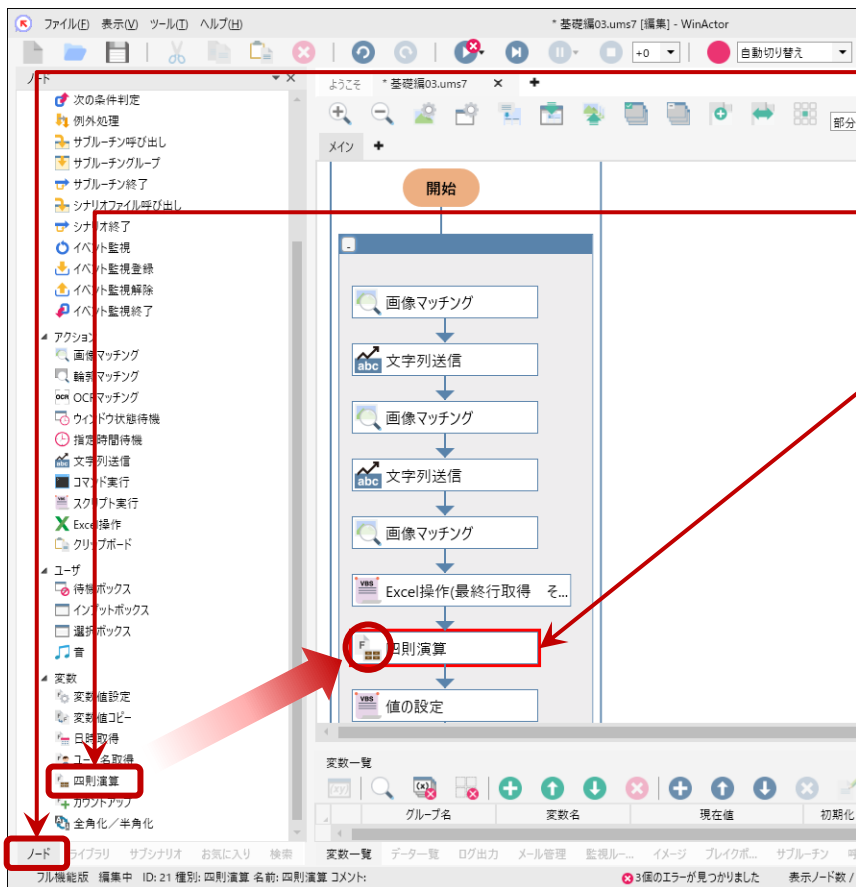 ファイル(F) 表示(V) ツール(T) ヘルプ(H)
* 基礎編03.ums7 [編集] - WinActor
+0
自動切り替え
ノード
次の条件判定
例外処理
サブルーチン呼び出し
サブルーチングループ
サブルーチン終了
シナリオファイル呼び出し
シナリオ終了
イベント監視
イベント監視登録
イベント監視解除
イベント監視終了
アクション
画像マッチング
輪郭マッチング
OCR OCRマッチング
ウィンドウ状態待機
指定時間待機
abc 文字列送信
コマンド実行
スクリプト実行
Excel操作
クリップボード
ユーザ
待機ボックス
インプットボックス
選択ボックス
音
変数
変数値設定
変数値コピー
日時取得
ユーザ名取得
四則演算
カウントアップ
全角化/半角化
ノード ライブラリ サブシナリオ お気に入り 検索
ようこそ * 基礎編03.ums7
部分
メイン
開始
画像マッチング
abc 文字列送信
画像マッチング
abc 文字列送信
画像マッチング
VBS Excel操作(最終行取得 そ...
F 四則演算
VBS 値の設定
変数一覧
グループ名 変数名 現在値 初期化
変数一覧 データ一覧 ログ出力 メール管理 監視ルー... イメージ ブレイクポ... サブルーチン
フル機能版 編集中 ID: 21 種別: 四則演算 名前: 四則演算 コメント:
3個のエラーが見つかりました 表示ノード数 /